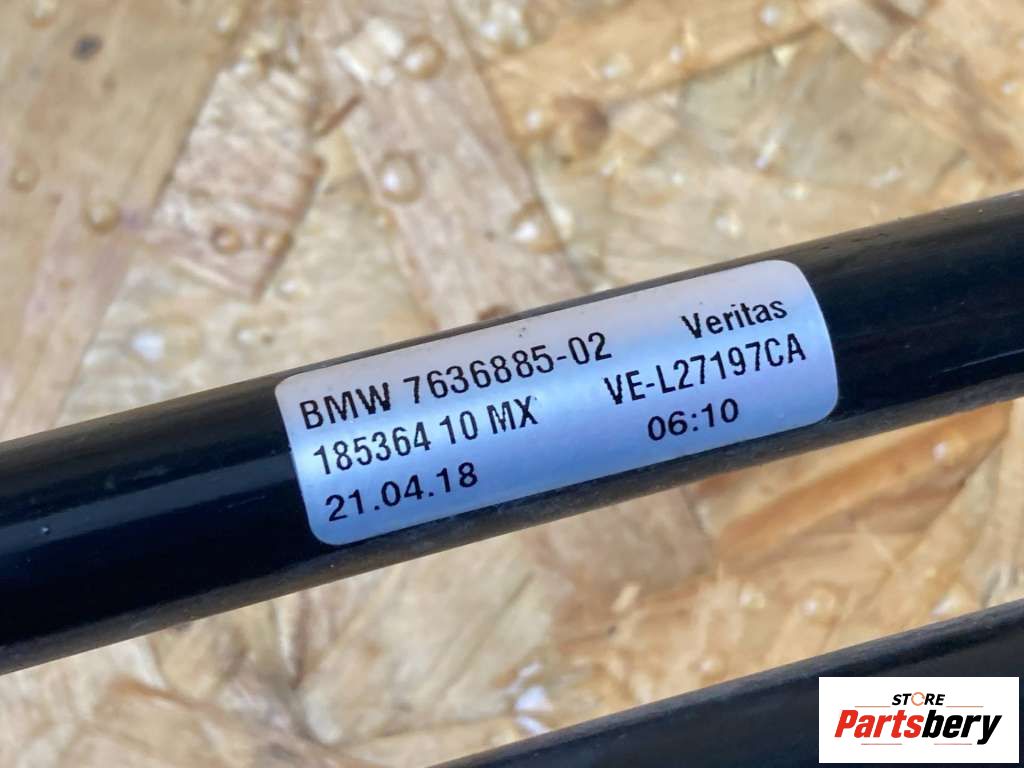 BMW 7636885-02 Veritas
185364 10 MX VE-L27197CA
21.04.18 06:10
STORE
Partsbery